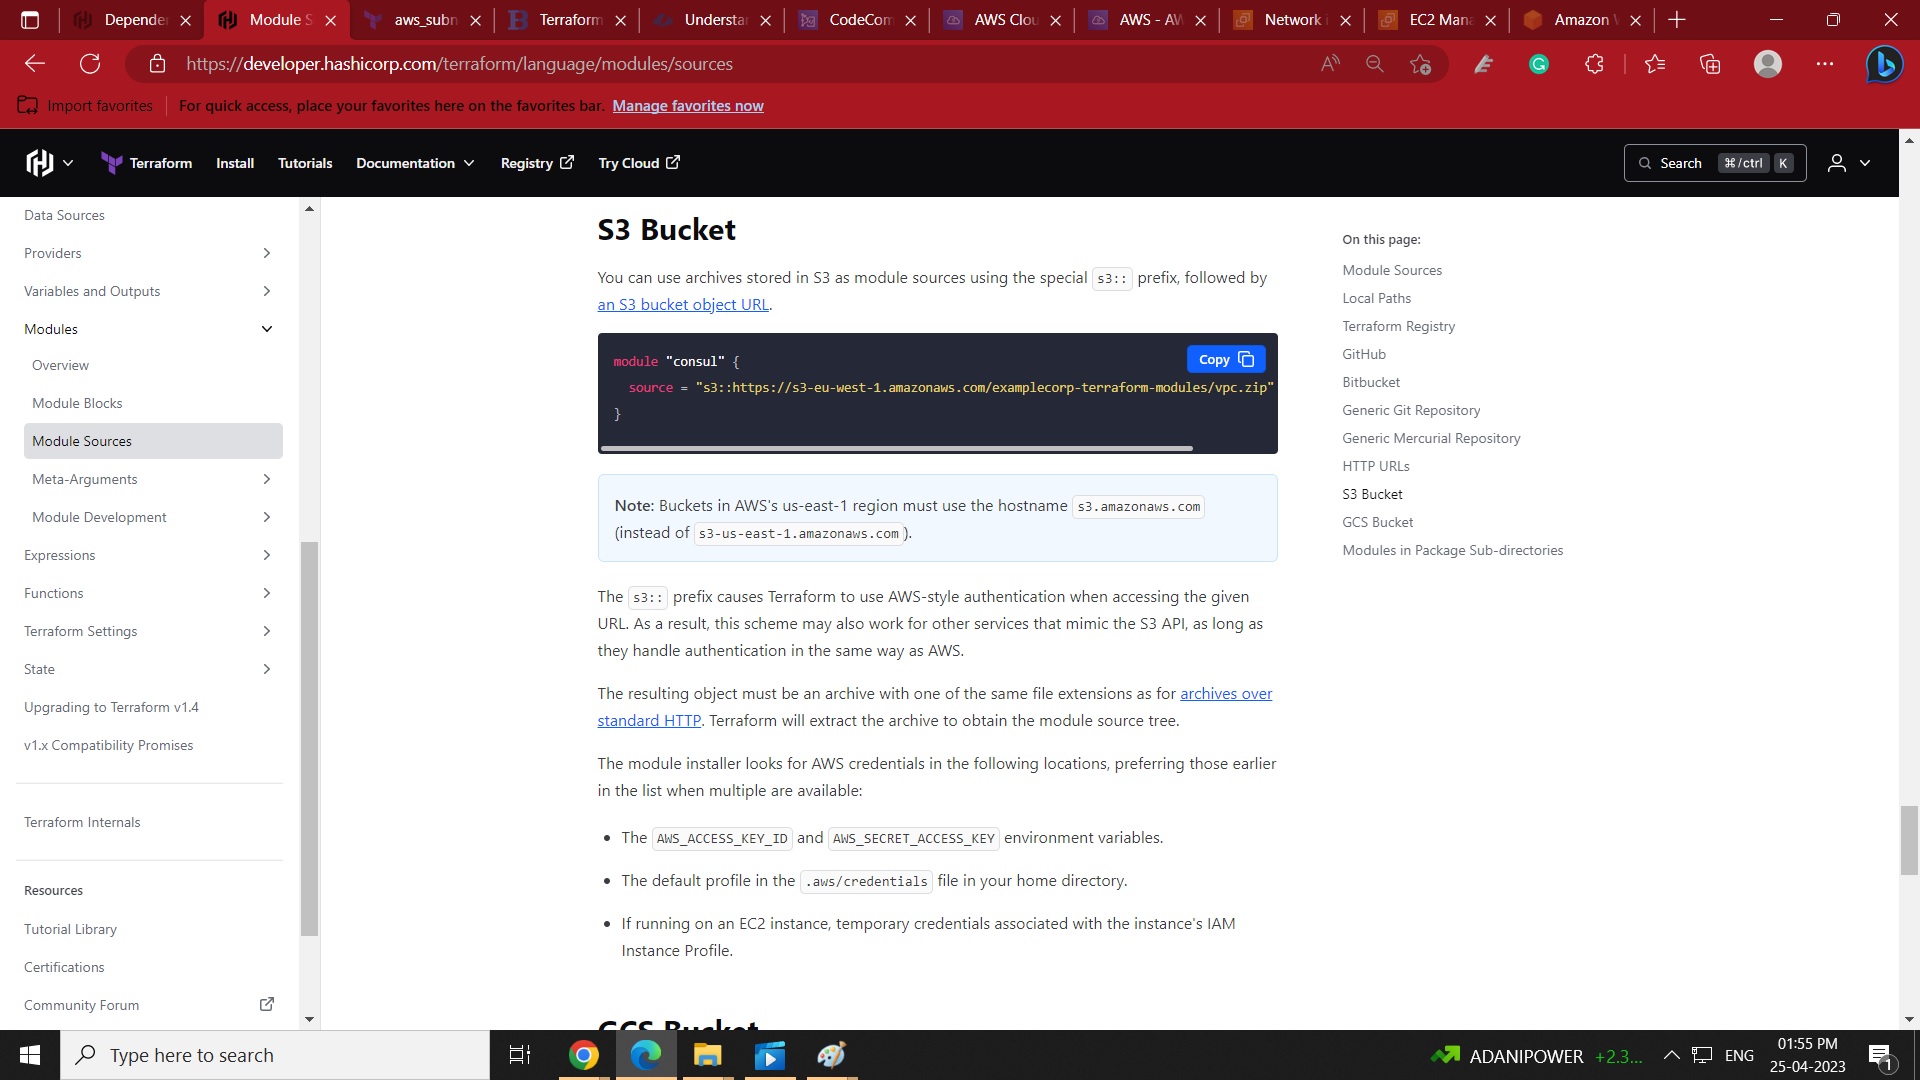 Depende
Module S
aws_subn
Terraform
Understa
CodeCom
AWS Clou
AWS - AW
Network i
EC2 Mana
Amazon
https://developer.hashicorp.com/terraform/language/modules/sources
Import favorites
For quick access, place your favorites here on the favorites bar. Manage favorites now
Terraform Install Tutorials Documentation Registry Try Cloud
Search ⌘/ctrl K
Data Sources
Providers
Variables and Outputs
Modules
Overview
Module Blocks
Module Sources
Meta-Arguments
Module Development
Expressions
Functions
Terraform Settings
State
Upgrading to Terraform v1.4
v1.x Compatibility Promises
Terraform Internals
Resources
Tutorial Library
Certifications
Community Forum
S3 Bucket
You can use archives stored in S3 as module sources using the special s3:: prefix, followed by
an S3 bucket object URL.
Copy
module "consul" {
source = "s3::https://s3-eu-west-1.amazonaws.com/examplecorp-terraform-modules/vpc.zip"
}
Note: Buckets in AWS's us-east-1 region must use the hostname s3.amazonaws.com
(instead of s3-us-east-1.amazonaws.com).
The s3:: prefix causes Terraform to use AWS-style authentication when accessing the given
URL. As a result, this scheme may also work for other services that mimic the S3 API, as long as
they handle authentication in the same way as AWS.
The resulting object must be an archive with one of the same file extensions as for archives over
standard HTTP. Terraform will extract the archive to obtain the module source tree.
The module installer looks for AWS credentials in the following locations, preferring those earlier
in the list when multiple are available:
• The AWS_ACCESS_KEY_ID and AWS_SECRET_ACCESS_KEY environment variables.
• The default profile in the .aws/credentials file in your home directory.
• If running on an EC2 instance, temporary credentials associated with the instance's IAM
Instance Profile.
GCS Bucket
On this page:
Module Sources
Local Paths
Terraform Registry
GitHub
Bitbucket
Generic Git Repository
Generic Mercurial Repository
HTTP URLs
S3 Bucket
GCS Bucket
Modules in Package Sub-directories
Type here to search
ADANIPOWER +2.3...
ENG
01:55 PM
25-04-2023
1